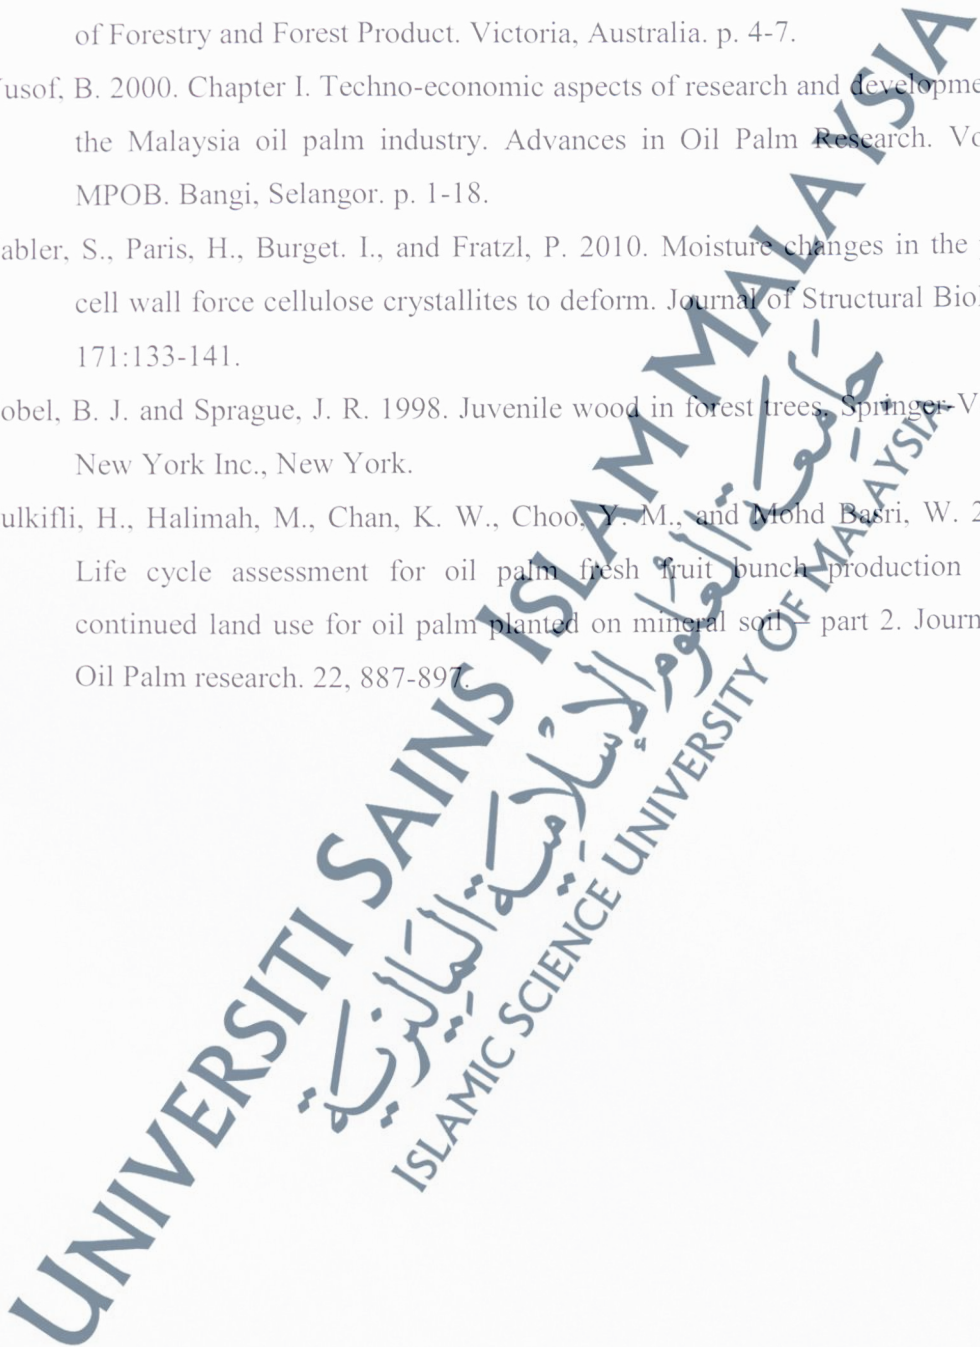 of Forestry and Forest Product. Victoria, Australia. p. 4-7.
usof, B. 2000. Chapter I. Techno-economic aspects of research and developme
the Malaysia oil palm industry. Advances in Oil Palm Research. Vo
MPOB. Bangi, Selangor. p. 1-18.
abler, S., Paris, H., Burget. I., and Fratzl, P. 2010. Moisture changes in the
cell wall force cellulose crystallites to deform. Journal of Structural Biol
171:133-141.
obel, B. J. and Sprague, J. R. 1998. Juvenile wood in forest trees. Springer-V
New York Inc., New York.
ulkifli, H., Halimah, M., Chan, K. W., Choo, Y. M., and Mohd Basri, W. 2
Life cycle assessment for oil palm fresh fruit bunch production
continued land use for oil palm planted on mineral soil – part 2. Journ
Oil Palm research. 22, 887-897.
UNIVERSITI SAINS ISLAM MALAYSIA
جامعة العلوم الإسلامية الماليزية
ISLAMIC SCIENCE UNIVERSITY OF MALAYSIA